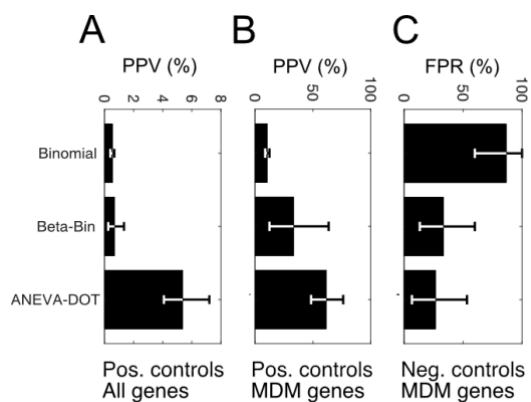 A
B
C
PPV (%)
PPV (%)
FPR (%)
0 2 4 6 8
0 50 100
0 50 100
Binomial
Beta-Bin
ANEVA-DOT
Pos. controls
All genes
Pos. controls
MDM genes
Neg. controls
MDM genes